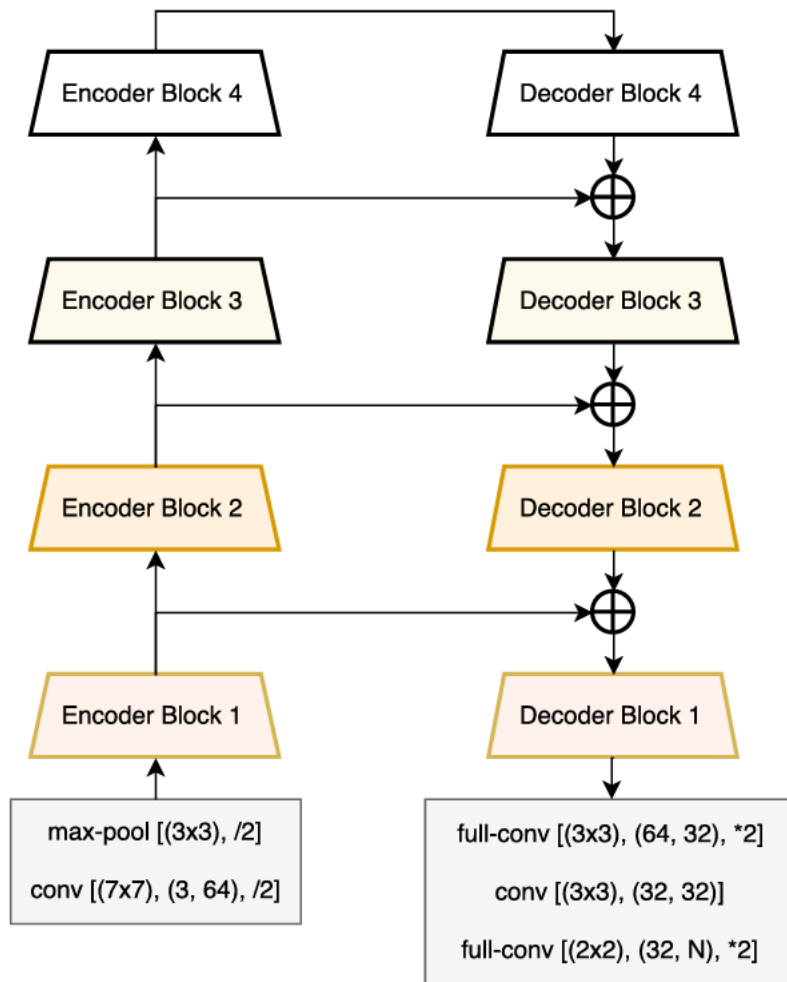 Encoder Block 4
Decoder Block 4
Encoder Block 3
Decoder Block 3
Encoder Block 2
Decoder Block 2
Encoder Block 1
Decoder Block 1
max-pool [(3x3), /2]
conv [(7x7), (3, 64), /2]
full-conv [(3x3), (64, 32), *2]
conv [(3x3), (32, 32)]
full-conv [(2x2), (32, N), *2]